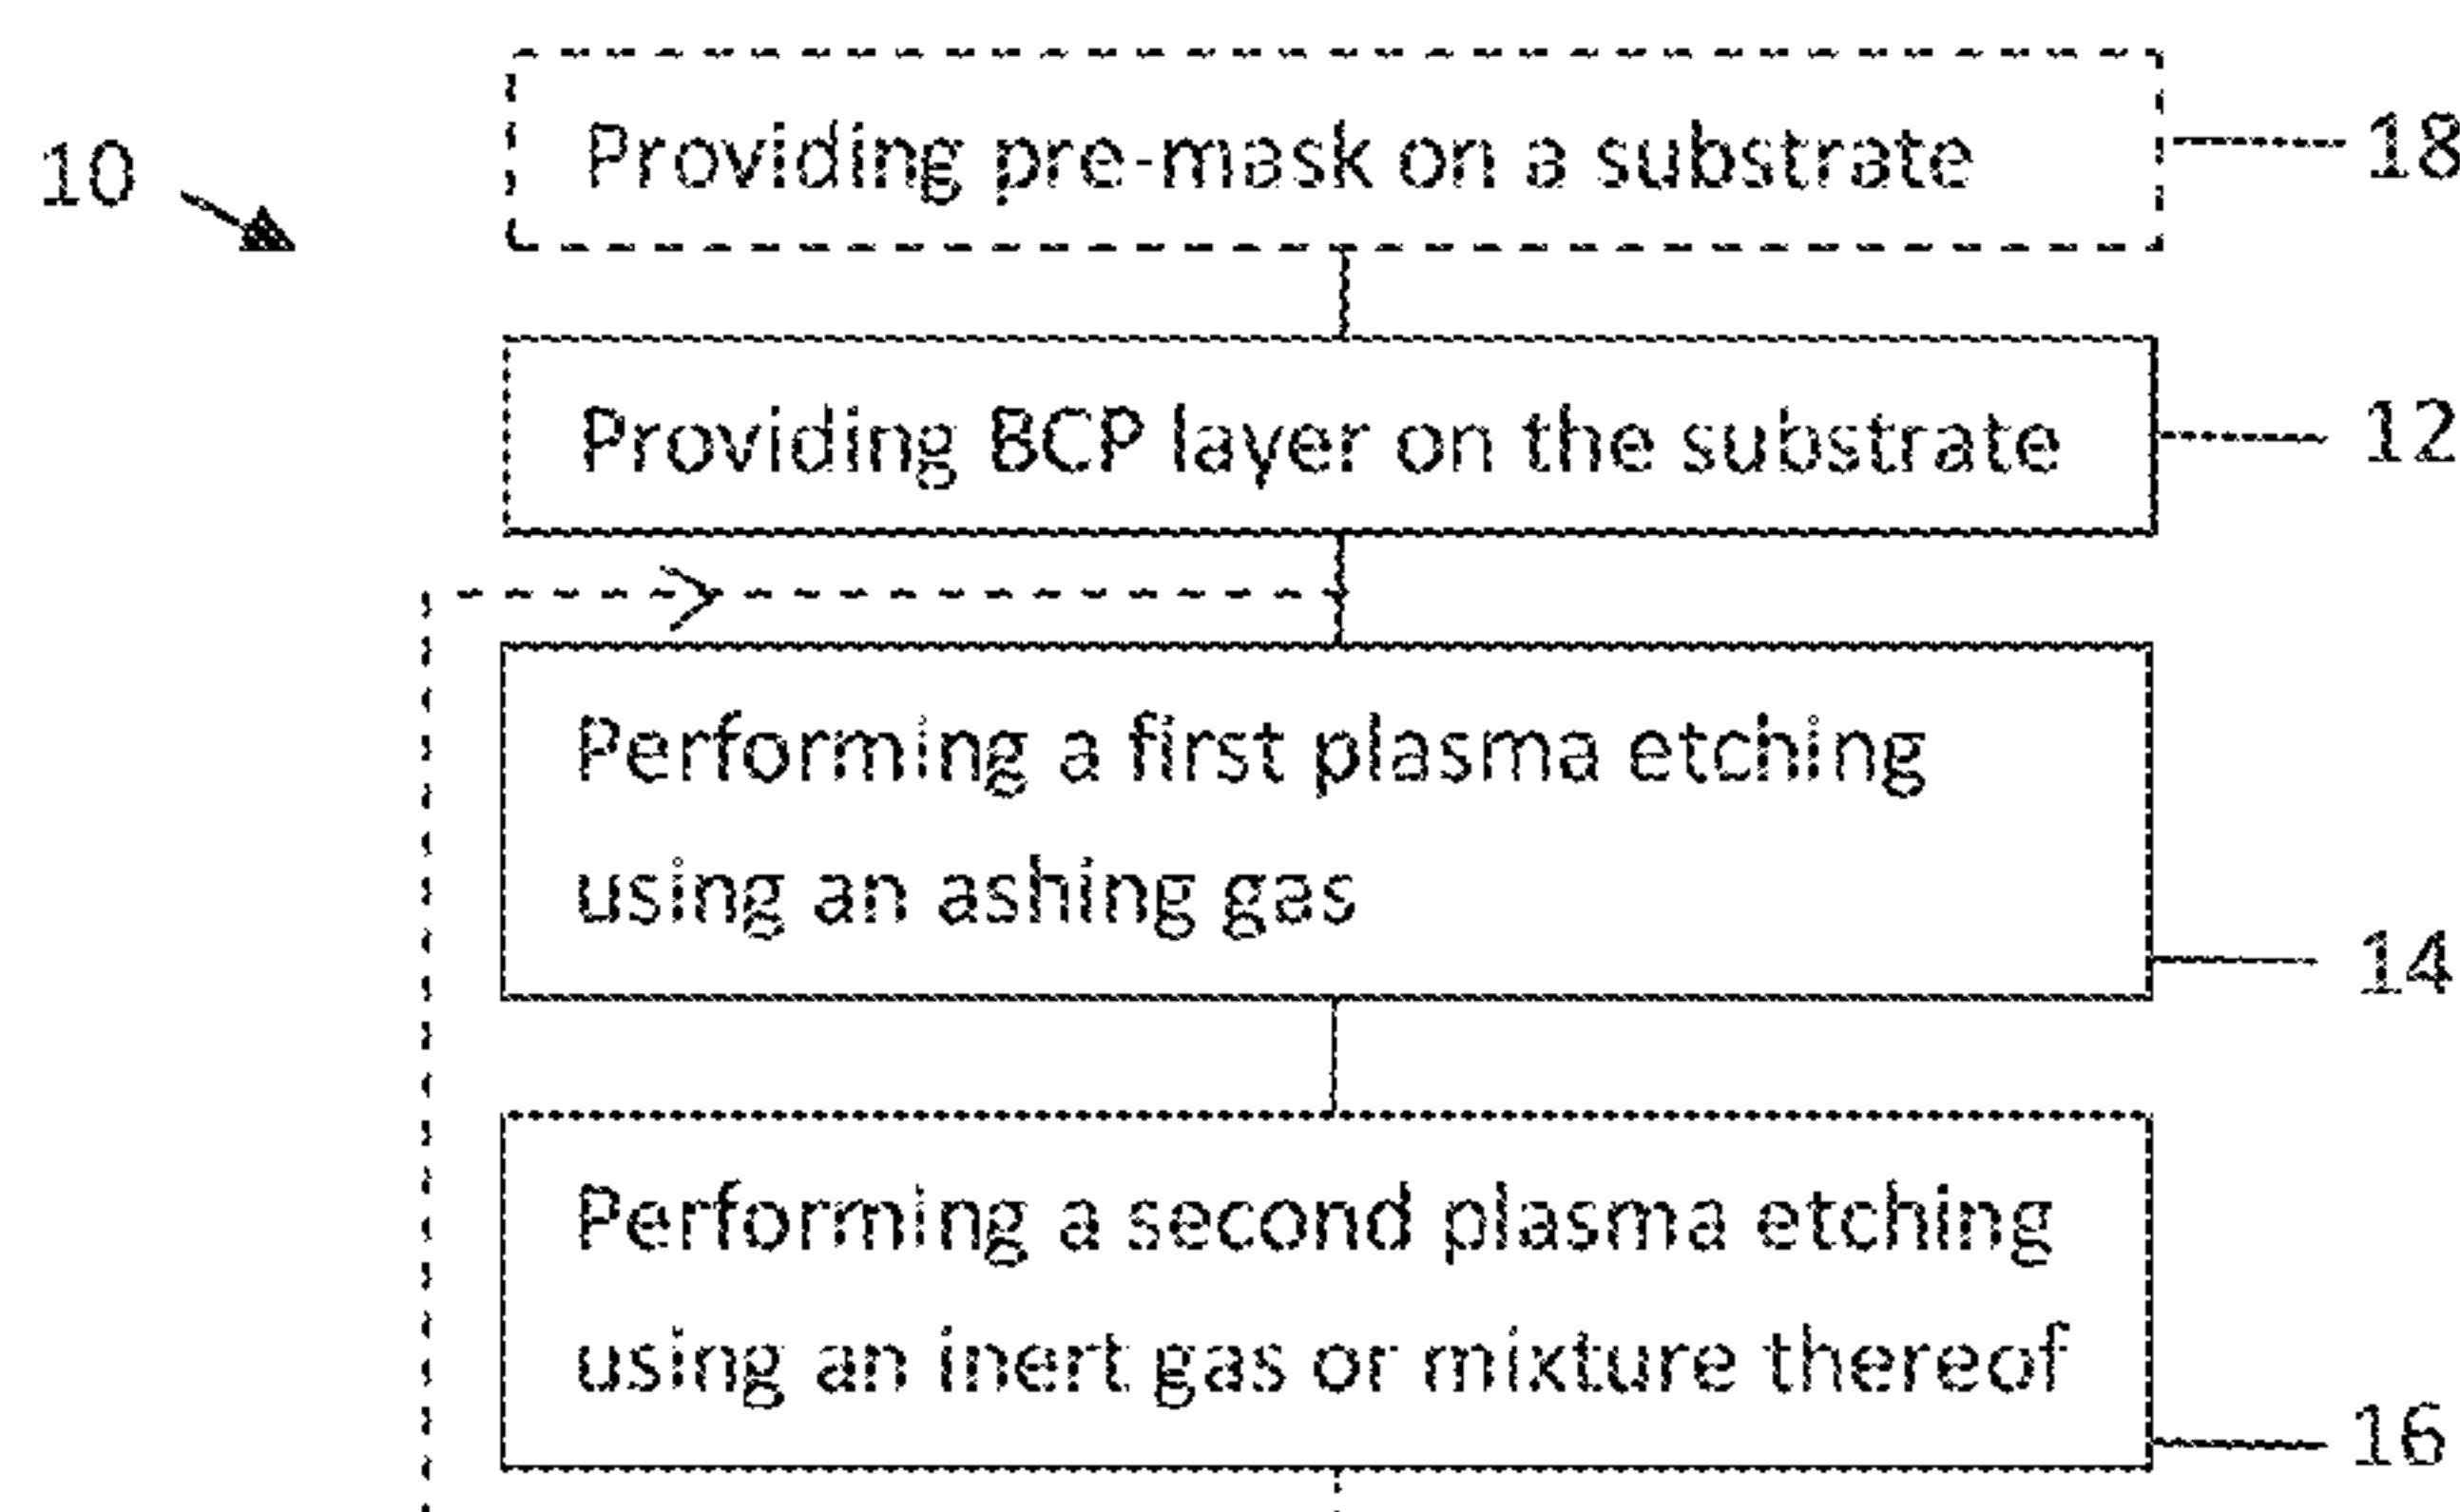 10
Providing pre-mask on a substrate
18
Providing BCP layer on the substrate
12
Performing a first plasma etching
using an ashing gas
14
Performing a second plasma etching
using an inert gas or mixture thereof
16